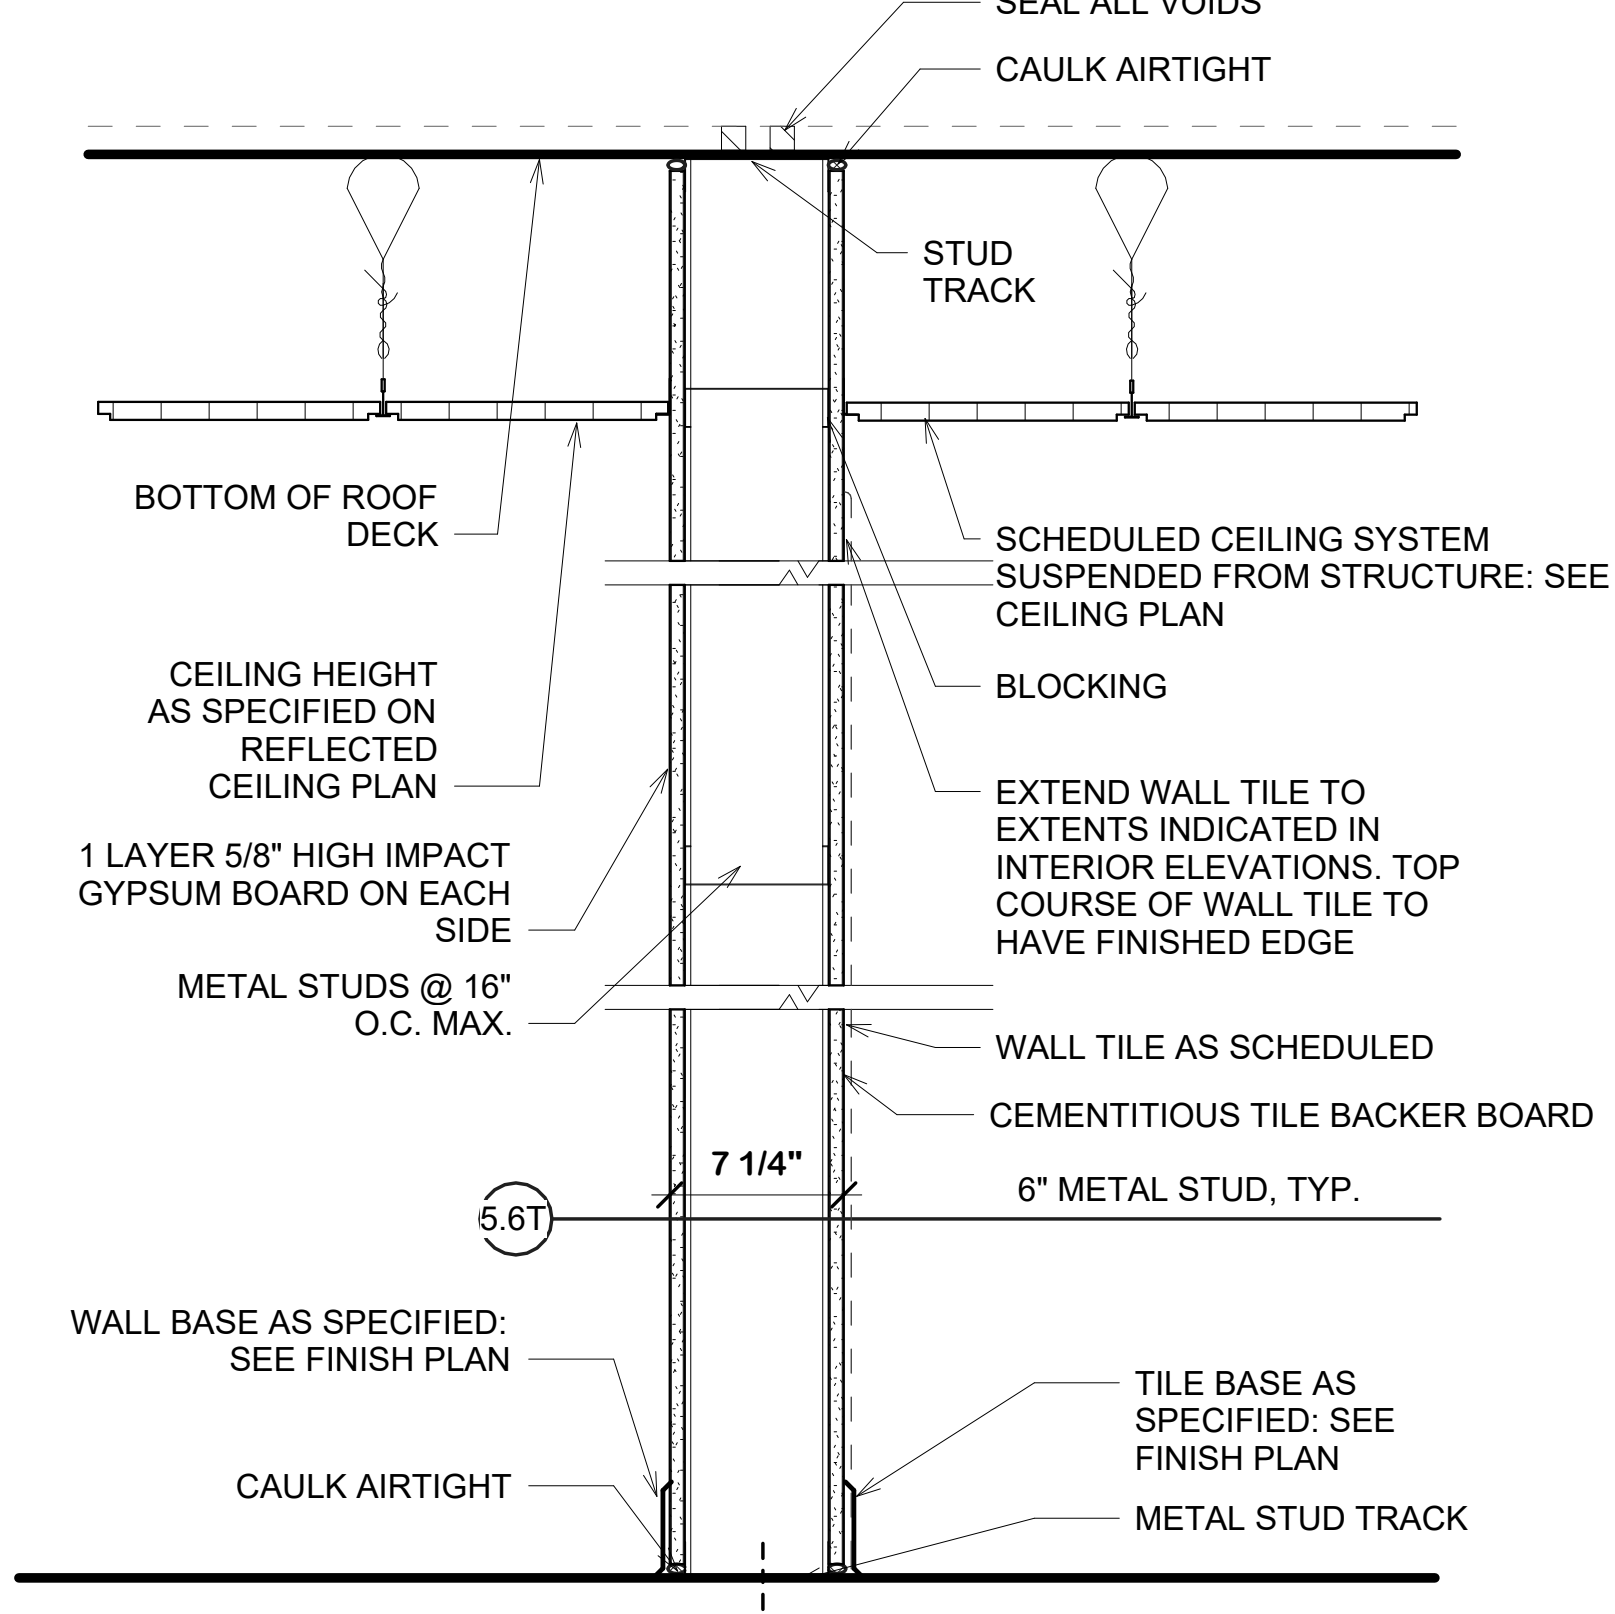 SEAL ALL VOIDS
CAULK AIRTIGHT
STUD
TRACK
BOTTOM OF ROOF
DECK
SCHEDULED CEILING SYSTEM
SUSPENDED FROM STRUCTURE: SEE
CEILING PLAN
CEILING HEIGHT
AS SPECIFIED ON
REFLECTED
CEILING PLAN
BLOCKING
EXTEND WALL TILE TO
EXTENTS INDICATED IN
INTERIOR ELEVATIONS. TOP
COURSE OF WALL TILE TO
HAVE FINISHED EDGE
1 LAYER 5/8" HIGH IMPACT
GYPSUM BOARD ON EACH
SIDE
METAL STUDS @ 16"
O.C. MAX.
WALL TILE AS SCHEDULED
CEMENTITIOUS TILE BACKER BOARD
7 1/4"
6" METAL STUD, TYP.
5.6T
WALL BASE AS SPECIFIED:
SEE FINISH PLAN
TILE BASE AS
SPECIFIED: SEE
FINISH PLAN
CAULK AIRTIGHT
METAL STUD TRACK